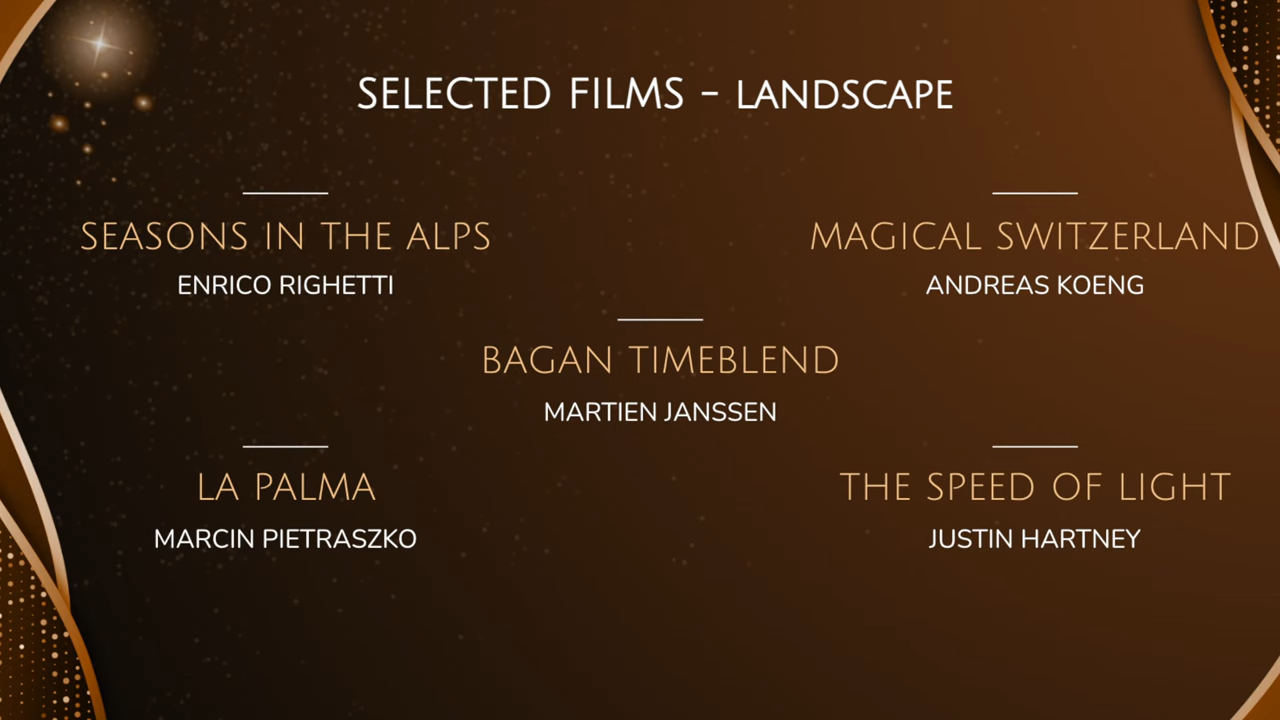 SELECTED FILMS - LANDSCAPE
SEASONS IN THE ALPS
ENRICO RIGHETTI
MAGICAL SWITZERLAND
ANDREAS KOENG
BAGAN TIMEBLEND
MARTIEN JANSSEN
LA PALMA
MARCIN PIETRASZKO
THE SPEED OF LIGHT
JUSTIN HARTNEY